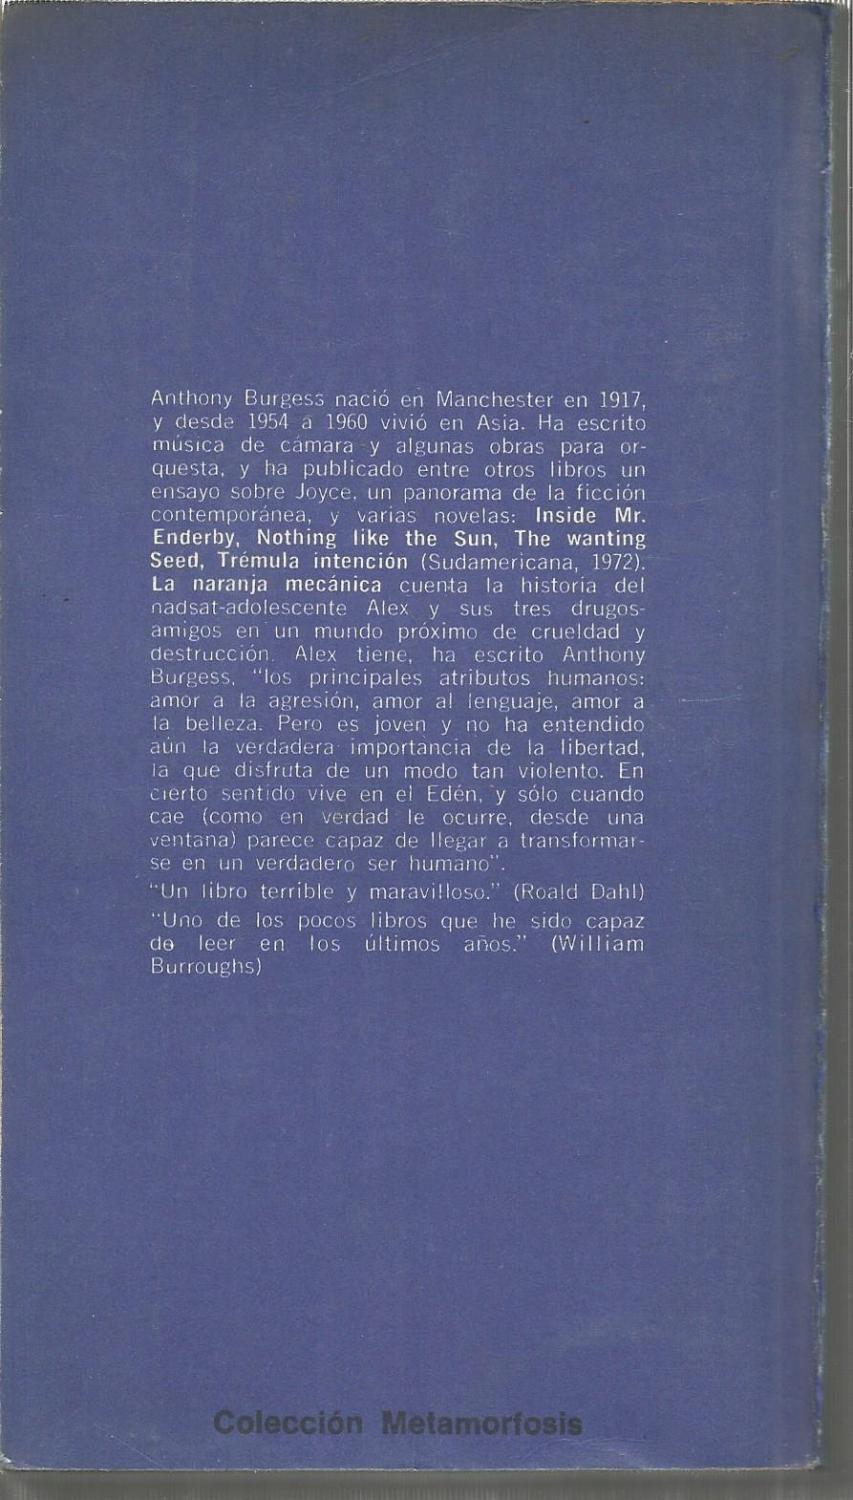 Anthony Burgess nació en Manchester en 1917,
y desde 1954 a 1960 vivió en Asia. Ha escrito
música de cámara y algunas obras para or-
questa, y ha publicado entre otros libros un
ensayo sobre Joyce, un panorama de la ficción
contemporánea, y varias novelas: Inside Mr.
Enderby, Nothing like the Sun, The wanting
Seed, Trémula intención (Sudamericana, 1972).
La naranja mecánica cuenta la historia del
nadsat-adolescente Alex y sus tres drugos-
amigos en un mundo próximo de crueldad y
destrucción. Alex tiene, ha escrito Anthony
Burgess, "los principales atributos humanos:
amor a la agresión, amor al lenguaje, amor a
la belleza. Pero es joven y no ha entendido
aún la verdadera importancia de la libertad,
la que disfruta de un modo tan violento. En
cierto sentido vive en el Edén, y sólo cuando
cae (como en verdad le ocurre, desde una
ventana) parece capaz de llegar a transformar-
se en un verdadero ser humano".
"Un libro terrible y maravilloso." (Roald Dahl)
"Uno de los pocos libros que he sido capaz
de leer en los últimos años." (William
Burroughs)
Colección Metamorfosis